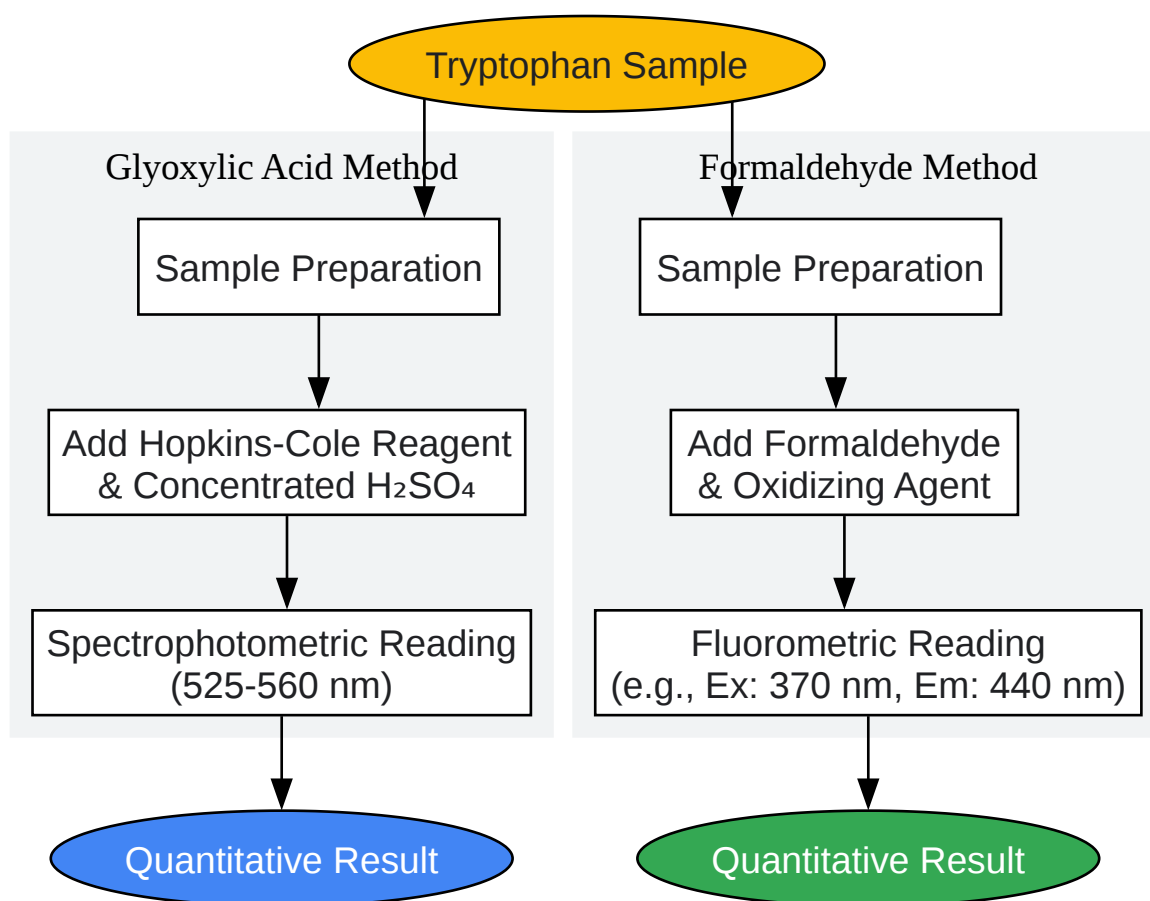 Tryptophan Sample
Glyoxylic Acid Method
Sample Preparation
Add Hopkins-Cole Reagent
& Concentrated H₂SO₄
Spectrophotometric Reading
(525-560 nm)
Quantitative Result
Formaldehyde Method
Sample Preparation
Add Formaldehyde
& Oxidizing Agent
Fluorometric Reading
(e.g., Ex: 370 nm, Em: 440 nm)
Quantitative Result